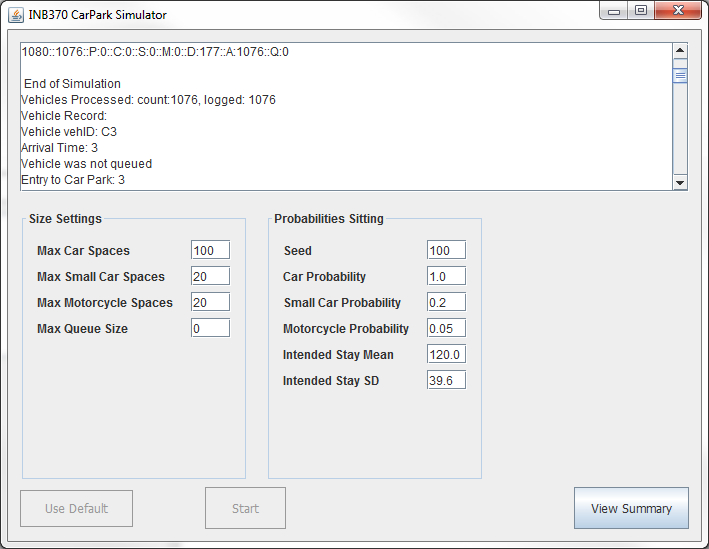 INB370 CarPark Simulator
1080::1076::P:0::C:0::S:0::M:0::D:177::A:1076::Q:0
End of Simulation
Vehicles Processed: count:1076, logged: 1076
Vehicle Record:
Vehicle vehID: C3
Arrival Time: 3
Vehicle was not queued
Entry to Car Park: 3
Size Settings
Max Car Spaces 100
Max Small Car Spaces 20
Max Motorcycle Spaces 20
Max Queue Size 0
Probabilities Sitting
Seed 100
Car Probability 1.0
Small Car Probability 0.2
Motorcycle Probability 0.05
Intended Stay Mean 120.0
Intended Stay SD 39.6
Use Default
Start
View Summary